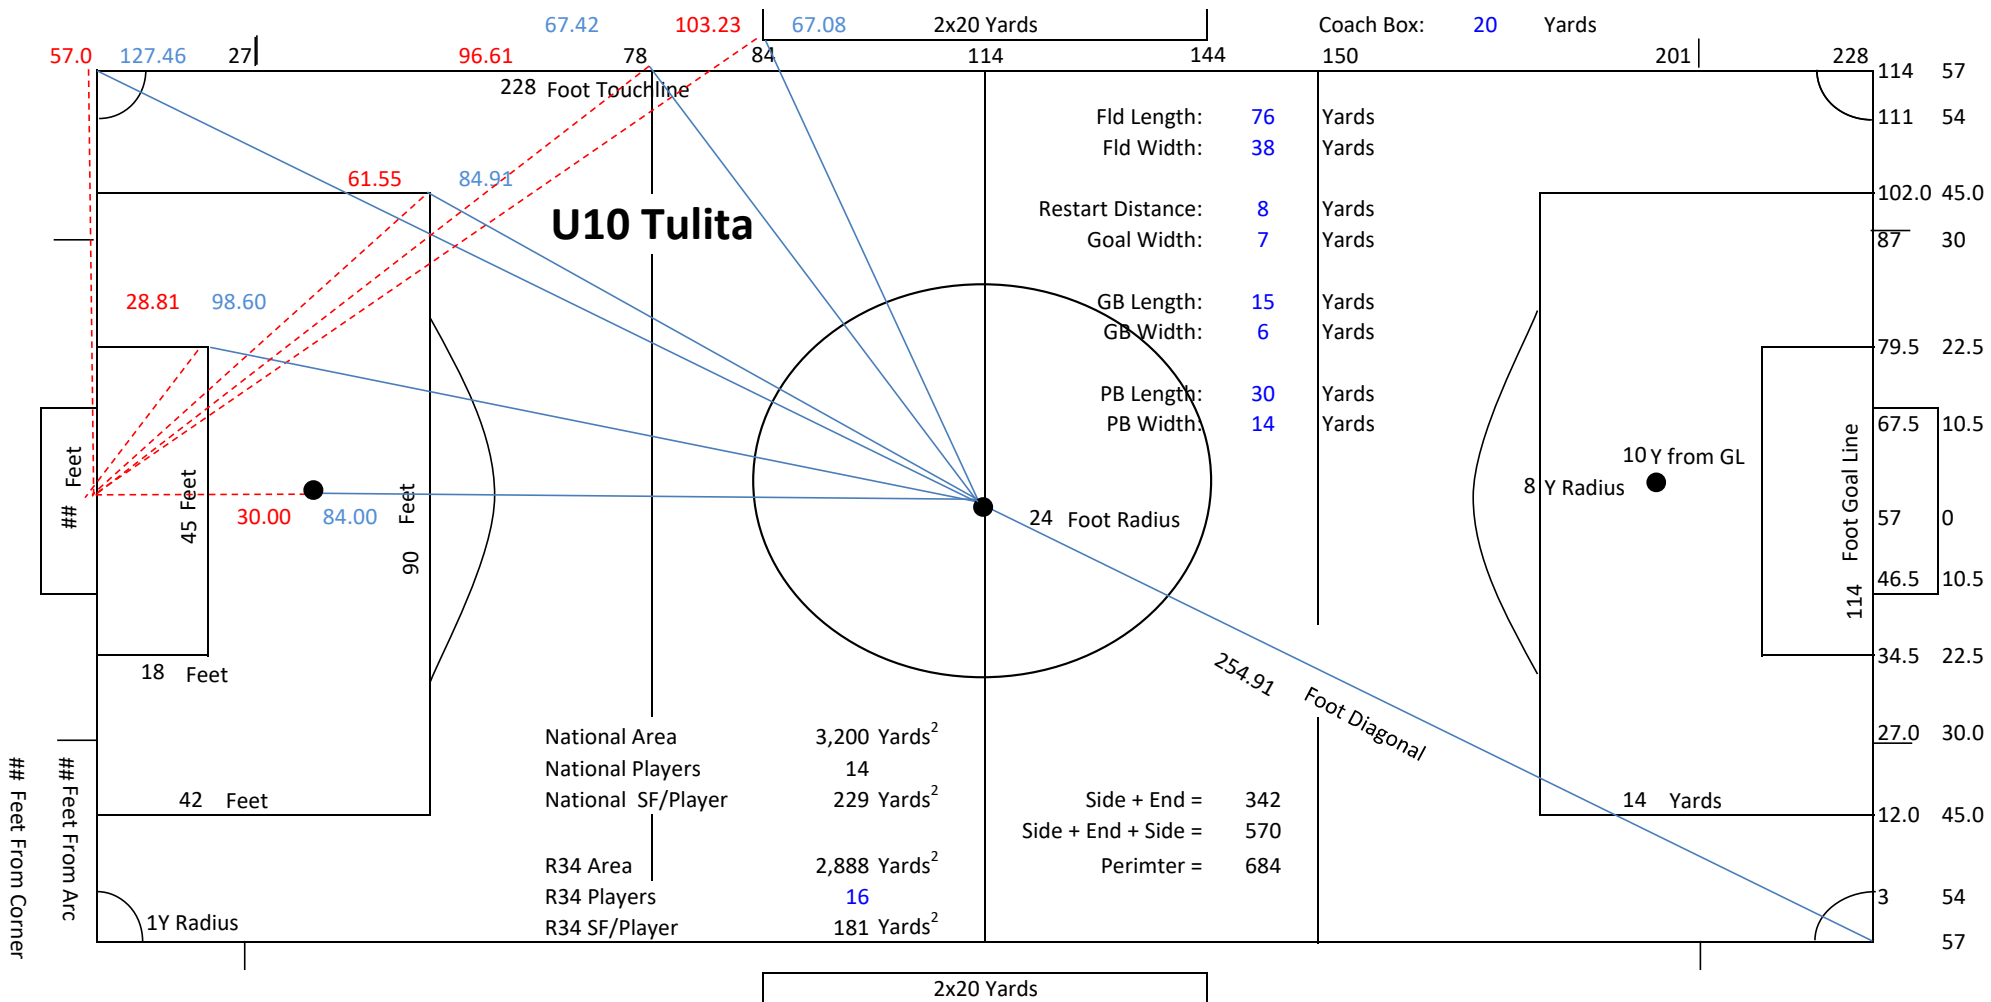 67.42 103.23 67.08 2x20 Yards Coach Box: 20 Yards
57.0 127.46 27 96.61 78 84 114 144 150 201 228
114 57
228 Foot Touchline
Fld Length: 76 Yards 111 54
Fld Width: 38 Yards
61.55 84.91
102.0 45.0
U10 Tulita
Restart Distance: 8 Yards
Goal Width: 7 Yards 87 30
28.81 98.60
GB Length: 15 Yards
GB Width: 6 Yards
79.5 22.5
PB Length: 30 Yards
PB Width: 14 Yards 67.5 10.5
10 Y from GL
8 Y Radius
## Feet
45 Feet
90 Feet
30.00 84.00
24 Foot Radius
57 0
114 Foot Goal Line
46.5 10.5
18 Feet
34.5 22.5
254.91 Foot Diagonal
National Area 3,200 Yards²
27.0 30.0
National Players 14
42 Feet
National SF/Player 229 Yards²
Side + End = 342
14 Yards
12.0 45.0
Side + End + Side = 570
R34 Area 2,888 Yards²
Perimter = 684
R34 Players 16
3 54
1Y Radius
R34 SF/Player 181 Yards²
57
## Feet From Arc
## Feet From Corner
2x20 Yards